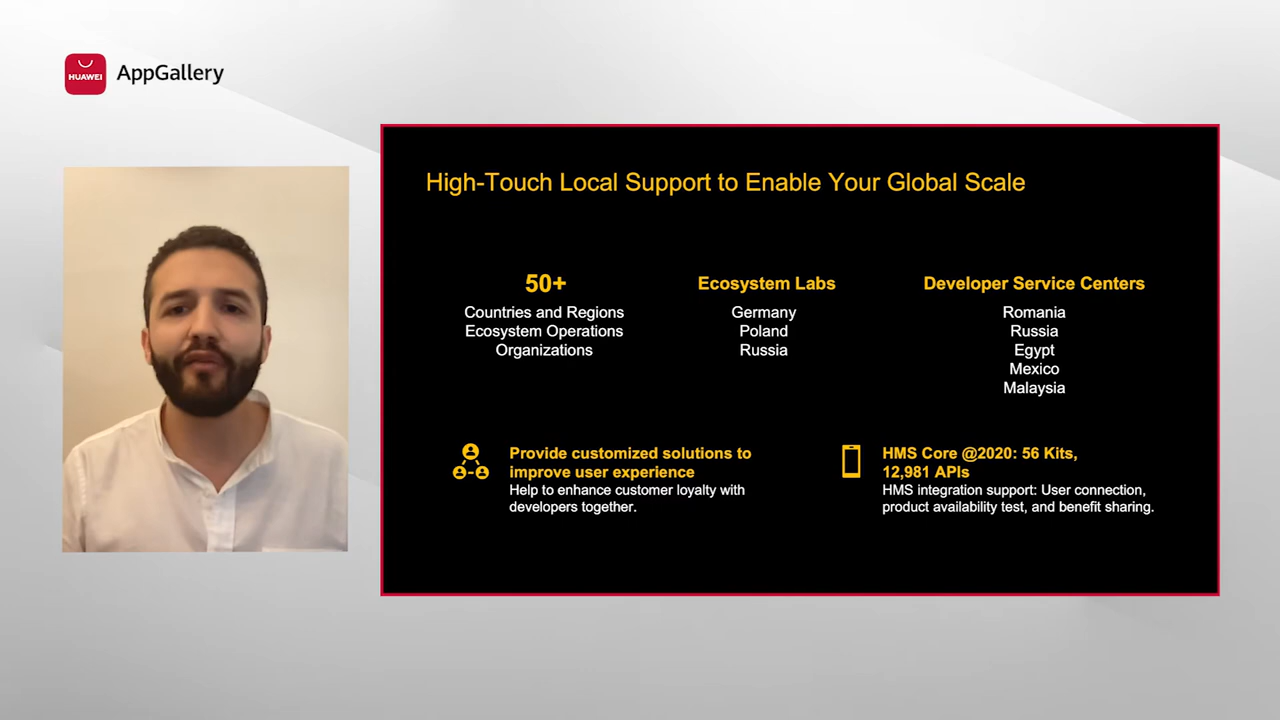 HUAWEI
AppGallery
High-Touch Local Support to Enable Your Global Scale
50+
Countries and Regions
Ecosystem Operations
Organizations
Ecosystem Labs
Germany
Poland
Russia
Developer Service Centers
Romania
Russia
Egypt
Mexico
Malaysia
Provide customized solutions to
improve user experience
Help to enhance customer loyalty with
developers together.
HMS Core @2020: 56 Kits,
12,981 APIs
HMS integration support: User connection,
product availability test, and benefit sharing.